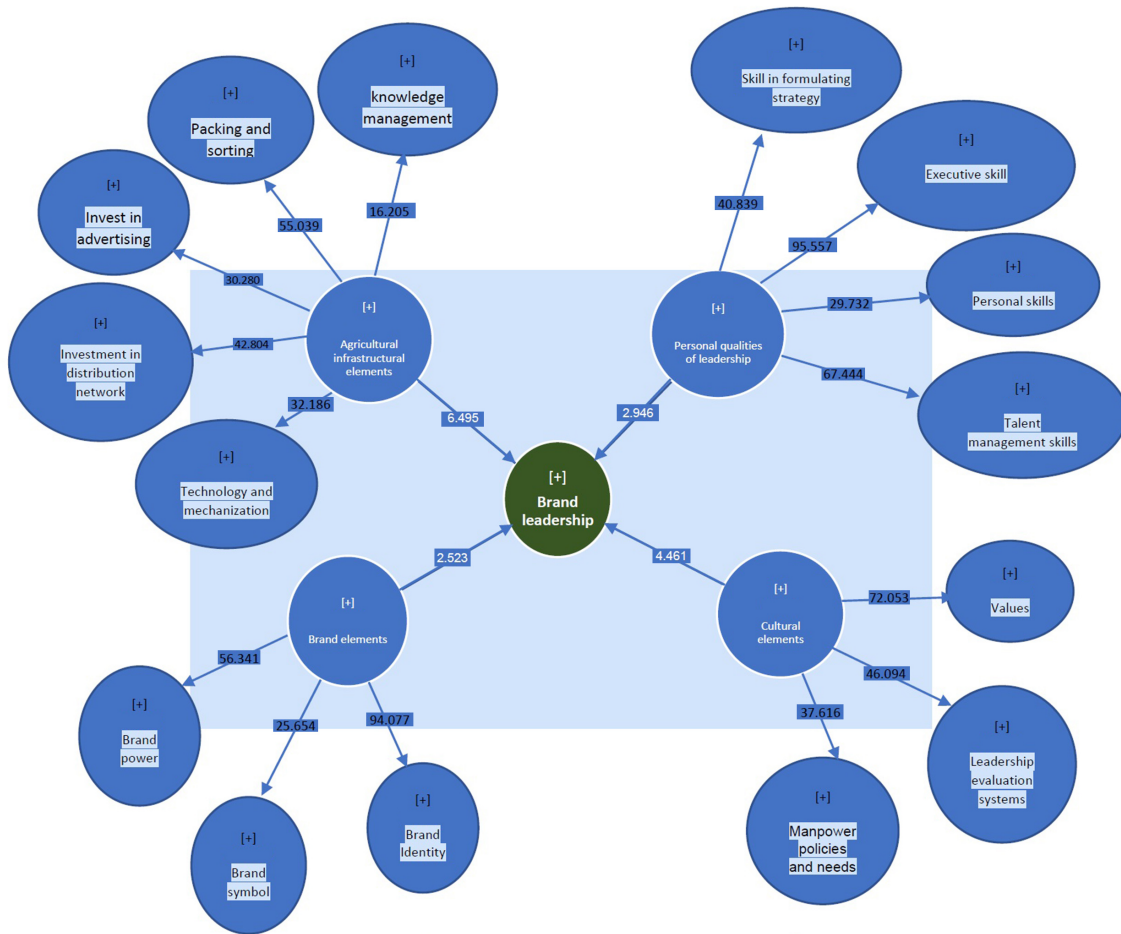 [+]
knowledge
management
[+]
Skill in formulating
strategy
[+]
Packing and
sorting
[+]
Executive skill
[+]
Invest in
advertising
16.205
40.839
55.039
95.557
[+]
Personal skills
30.280
29.732
[+]
Investment in
distribution
network
42.804
[+]
Agricultural
infrastructural
elements
[+]
Personal qualities
of leadership
67.444
[+]
Talent
management skills
32.186
6.495
2.946
[+]
Technology and
mechanization
[+]
Brand
leadership
2.523
4.461
[+]
Brand elements
[+]
Cultural
elements
72.053
[+]
Values
56.341
46.094
25.654
94.077
37.616
[+]
Brand
power
[+]
Leadership
evaluation
systems
[+]
Brand
symbol
[+]
Brand
Identity
[+]
Manpower
policies
and needs